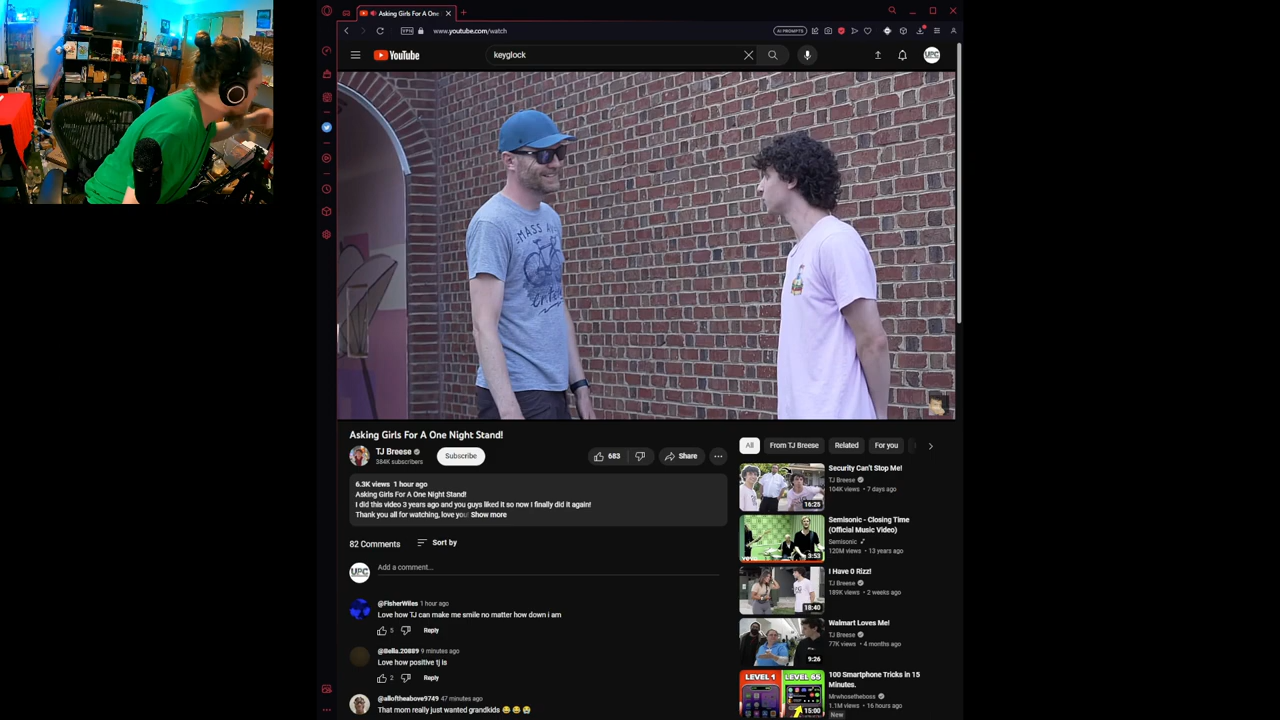 Asking Girls For A One
VPN
www.youtube.com/watch
AI PROMPTS
YouTube
keyglock
UPC
MASS AVE
Asking Girls For A One Night Stand!
TJ Breese
384K subscribers
Subscribe
683
Share
6.3K views 1 hour ago
Asking Girls For A One Night Stand!
I did this video 3 years ago and you guys liked it so now I finally did it again!
Thank you all for watching, love you Show more
82 Comments
Sort by
UPC
Add a comment...
@FisherWiles 1 hour ago
Love how TJ can make me smile no matter how down i am
5
Reply
@Bella.20889 9 minutes ago
Love how positive tj is
2
Reply
@alloftheabove9749 47 minutes ago
That mom really just wanted grandkids 😂😂😭
All
From TJ Breese
Related
For you
16:25
Security Can't Stop Me!
TJ Breese
104K views • 7 days ago
3:53
Semisonic - Closing Time
(Official Music Video)
Semisonic
120M views • 13 years ago
18:40
I Have 0 Rizz!
TJ Breese
189K views • 2 weeks ago
9:26
Walmart Loves Me!
TJ Breese
77K views • 4 months ago
LEVEL 1
LEVEL 65
15:00
100 Smartphone Tricks in 15
Minutes.
Mrwhosetheboss
1.1M views • 16 hours ago
New